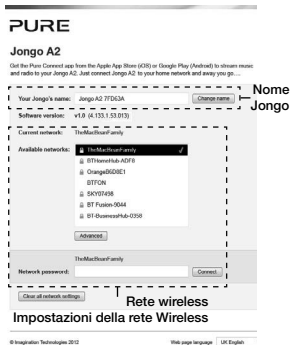 PURE
Jongo A2
Get the Pure Connect app from the Apple App Store (iOS) or Google Play (Android) to stream music
and radio to your Jongo A2. Just connect Jongo A2 to your home network and away you go....
Your Jongo's name: Jongo A2 7FD63A Change name
Nome
Jongo
Software version: v1.0 (4.133.1.53.013)
Current network: TheMacBeanFamily
Available networks: TheMacBeanFamily
BTHomeHub-ADF8
OrangeB6D8E1
BTFON
SKY07498
BT Fusion-9044
BT-BusinessHub-0358
Advanced
TheMacBeanFamily
Network password: Connect
Clear all network settings
Rete wireless
Impostazioni della rete Wireless
© Imagination Technologies 2012 Web page language UK English